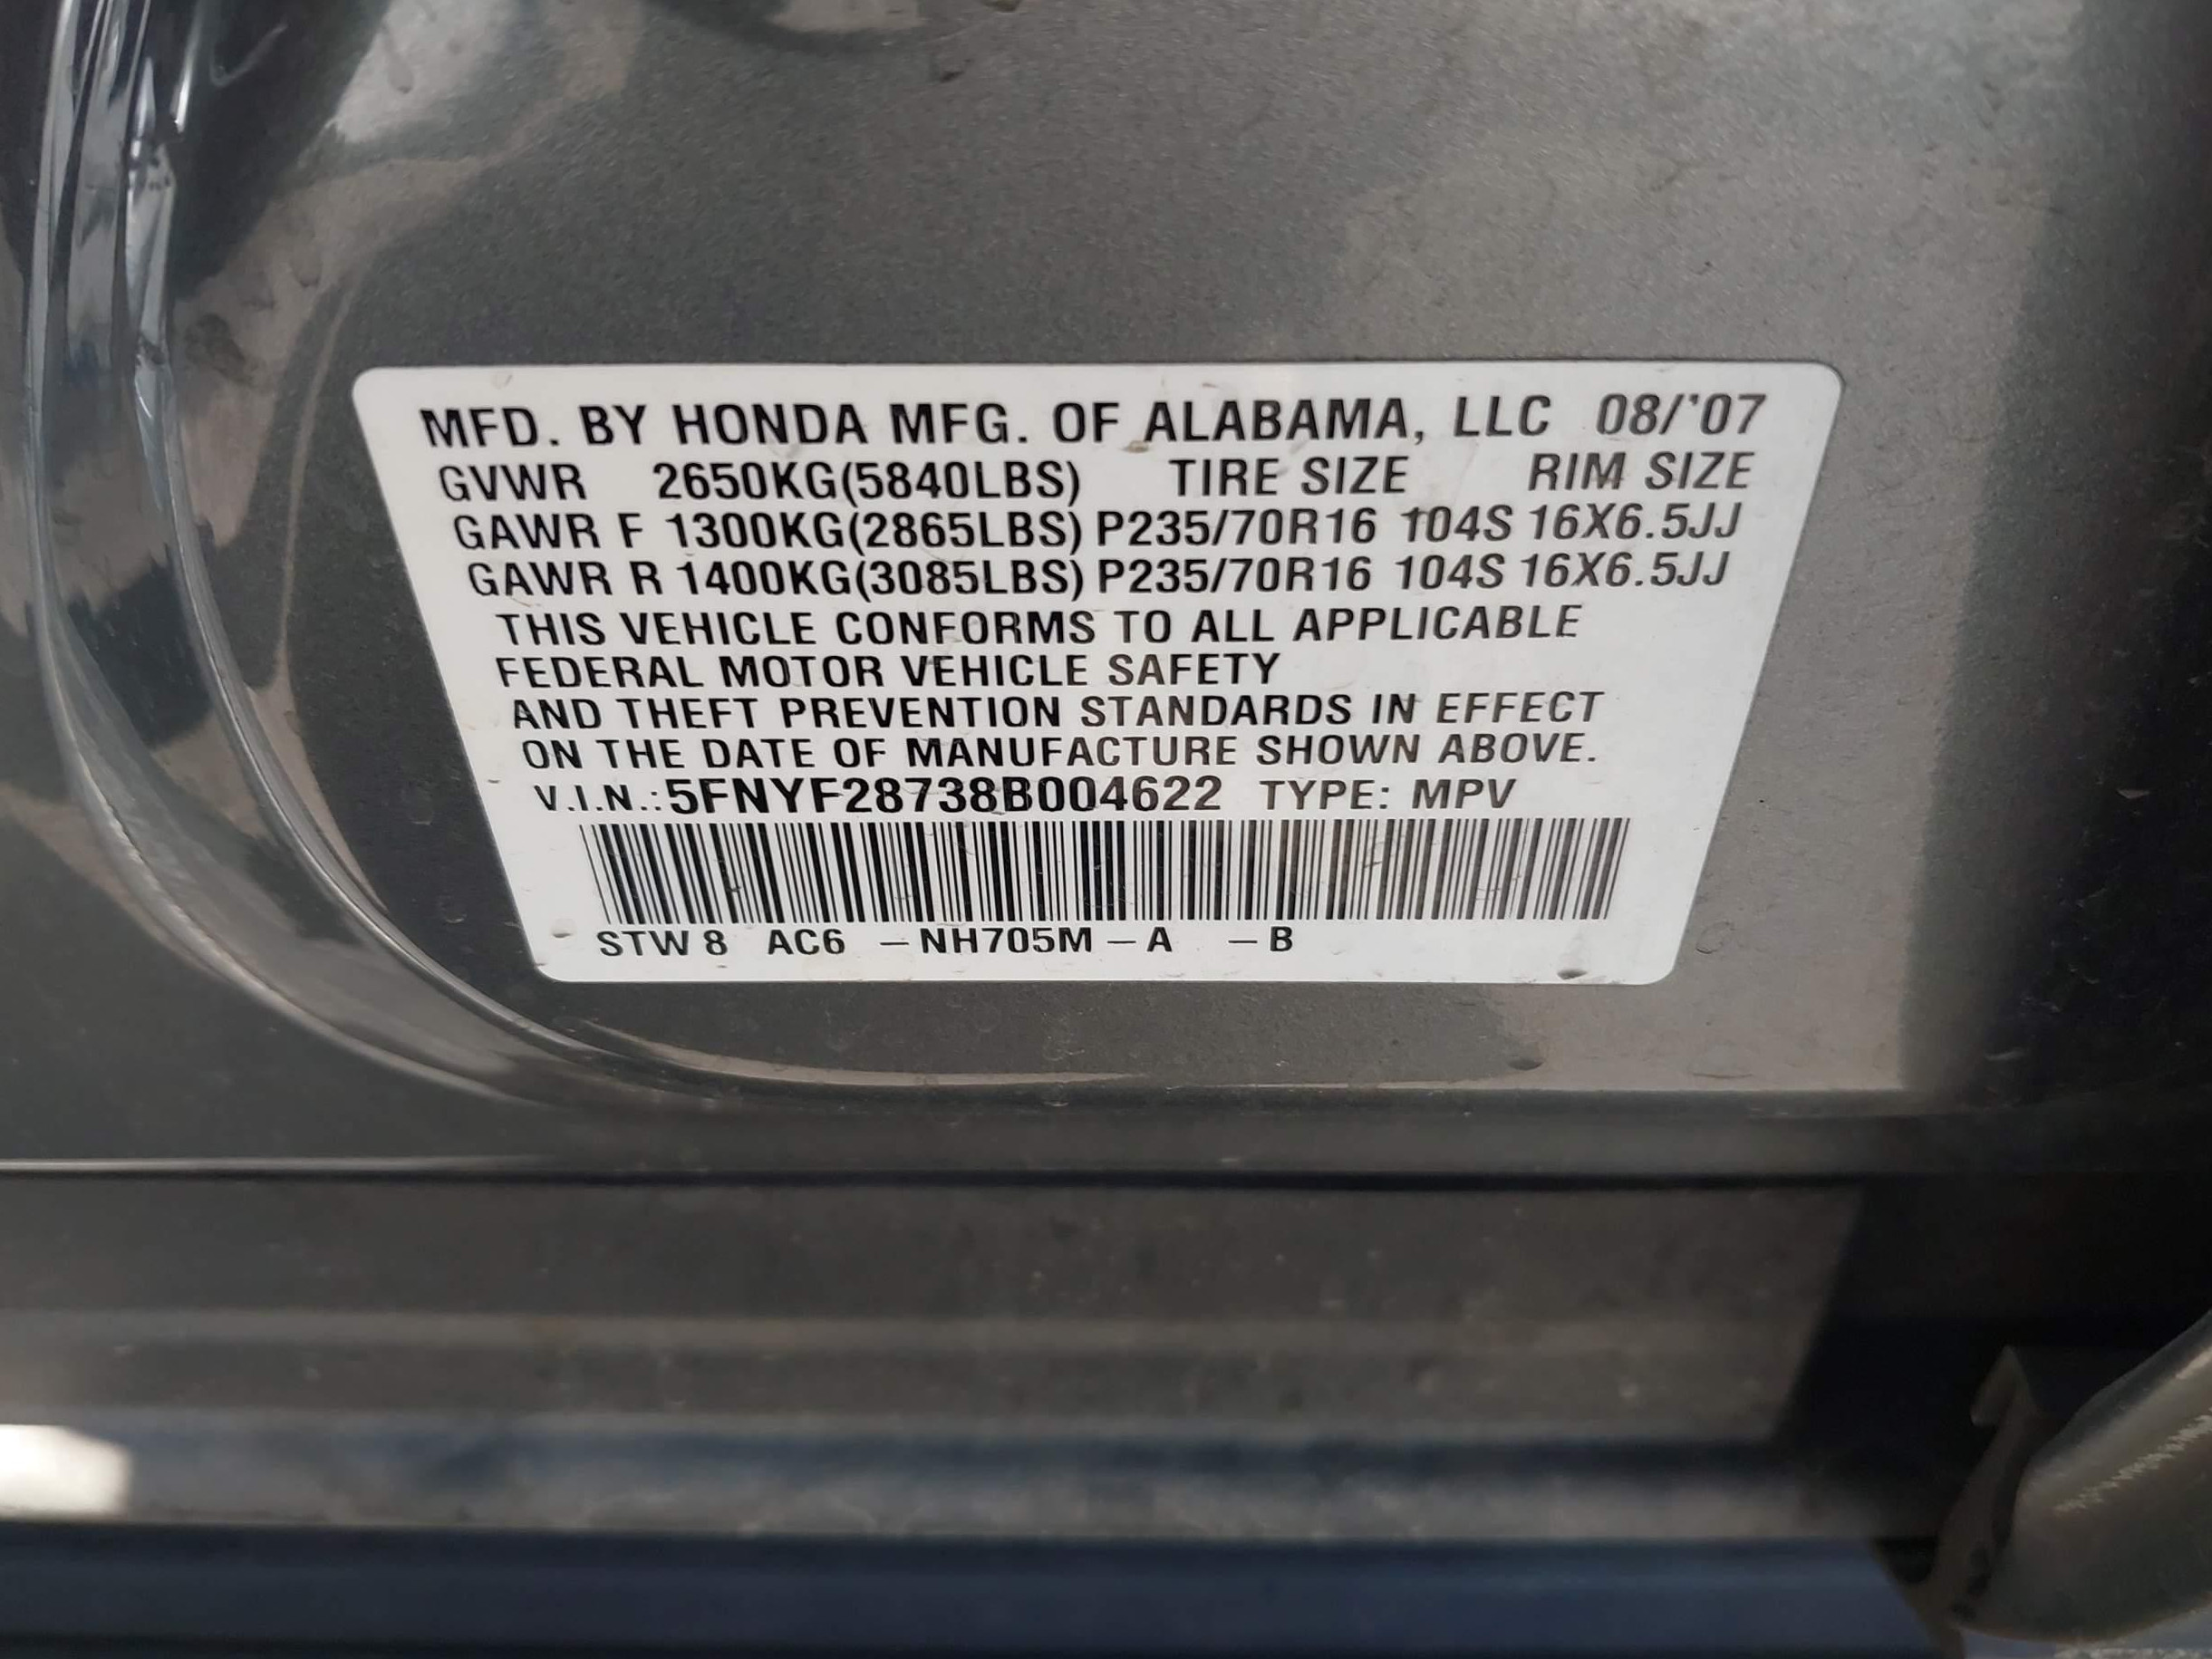 MFD. BY HONDA MFG. OF ALABAMA, LLC 08/'07
GVWR 2650KG(5840LBS) TIRE SIZE RIM SIZE
GAWR F 1300KG(2865LBS) P235/70R16 104S 16X6.5JJ
GAWR R 1400KG(3085LBS) P235/70R16 104S 16X6.5JJ
THIS VEHICLE CONFORMS TO ALL APPLICABLE
FEDERAL MOTOR VEHICLE SAFETY
AND THEFT PREVENTION STANDARDS IN EFFECT
ON THE DATE OF MANUFACTURE SHOWN ABOVE.
V.I.N.:5FNYF28738B004622 TYPE: MPV
STW8 AC6 –NH705M–A –B